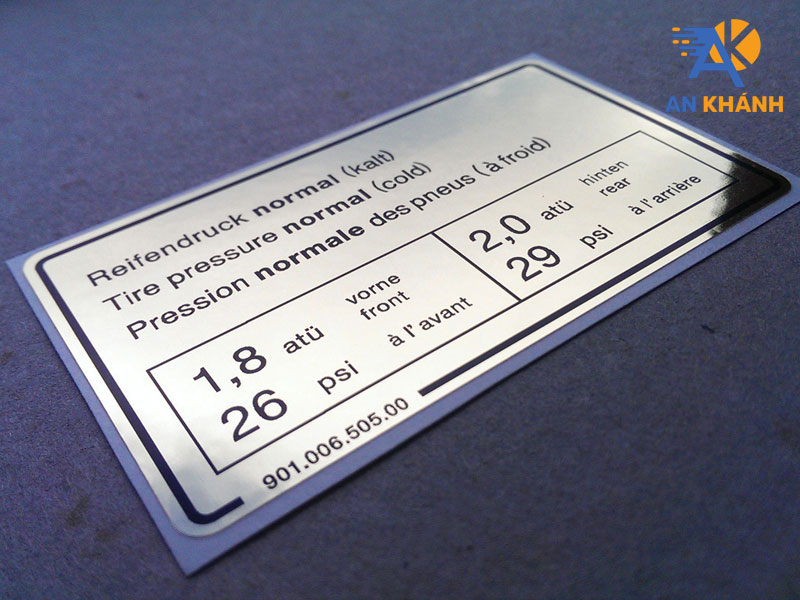 AK
AN KHÁNH
Reifendruck normal (kalt)
Tire pressure normal (cold)
Pression normale des pneus (à froid)
1,8 atü vorne
front
26 psi à l'avant
2,0 atü hinten
rear
29 psi à l'arrière
901.006.505.00